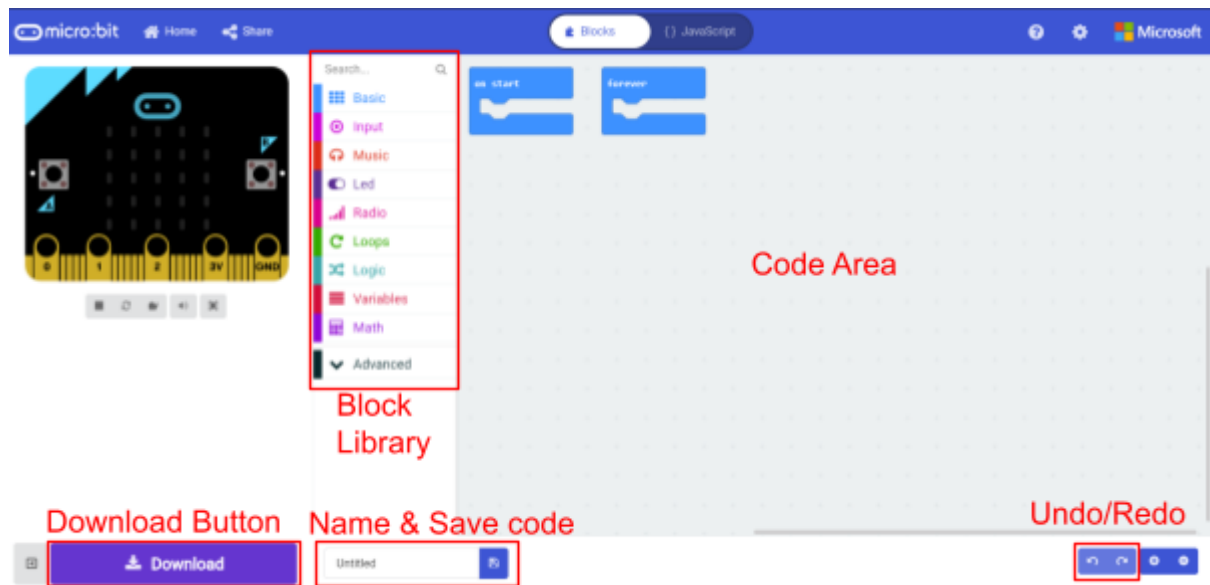 micro:bit Home Share Blocks {} JavaScript Microsoft
Search...
Basic
Input
Music
Led
Radio
Loops
Logic
Variables
Math
Advanced
on start forever
A
B
0 1 2 3V GND
Code Area
Block
Library
Download Button Name & Save code Undo/Redo
Download Untitled